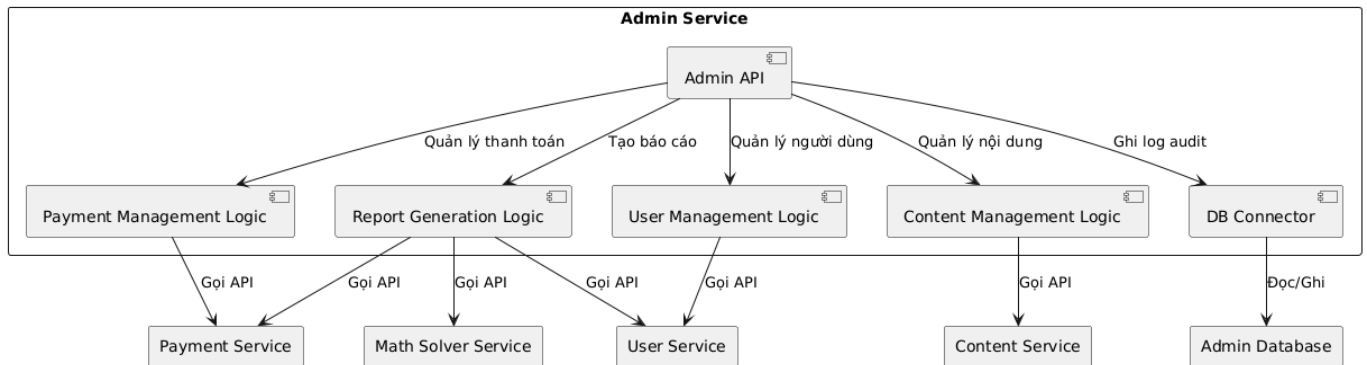 Admin Service
Admin API
Quản lý thanh toán
Tạo báo cáo
Quản lý người dùng
Quản lý nội dung
Ghi log audit
Payment Management Logic
Report Generation Logic
User Management Logic
Content Management Logic
DB Connector
Gọi API
Gọi API
Gọi API
Gọi API
Gọi API
Gọi API
Đọc/Ghi
Payment Service
Math Solver Service
User Service
Content Service
Admin Database